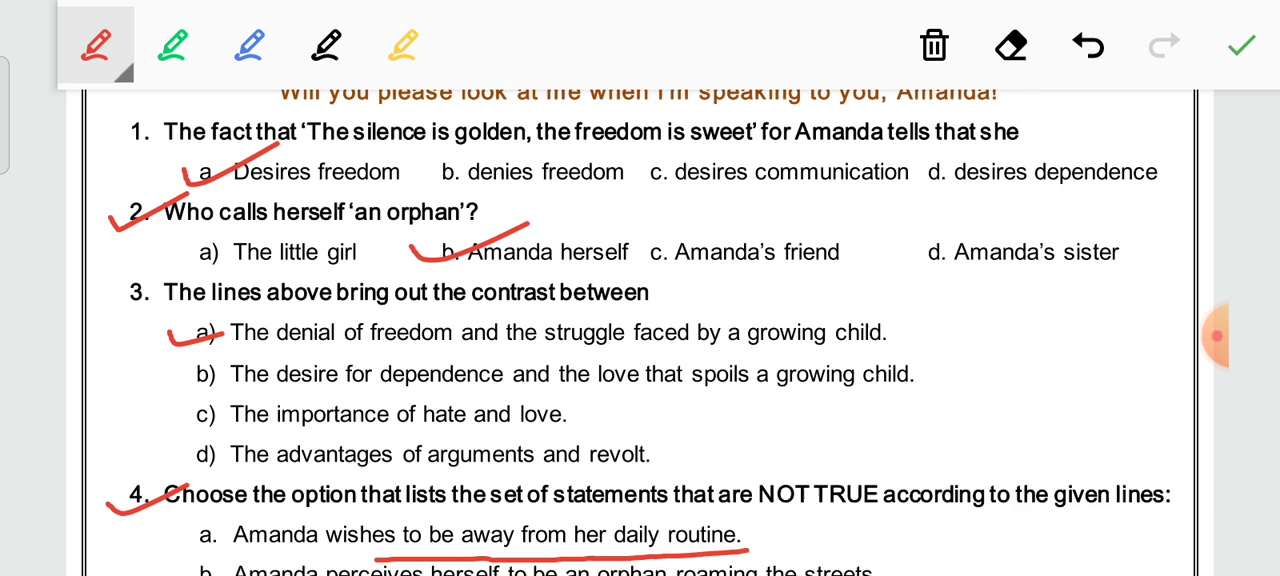 Will you please look at me when I'm speaking to you, Amanda!
1. The fact that ‘The silence is golden, the freedom is sweet’ for Amanda tells that she
a. Desires freedom b. denies freedom c. desires communication d. desires dependence
2. Who calls herself ‘an orphan’?
a) The little girl b. Amanda herself c. Amanda’s friend d. Amanda’s sister
3. The lines above bring out the contrast between
a) The denial of freedom and the struggle faced by a growing child.
b) The desire for dependence and the love that spoils a growing child.
c) The importance of hate and love.
d) The advantages of arguments and revolt.
4. Choose the option that lists the set of statements that are NOT TRUE according to the given lines:
a. Amanda wishes to be away from her daily routine.
b. Amanda perceives herself to be an orphan roaming the streets.